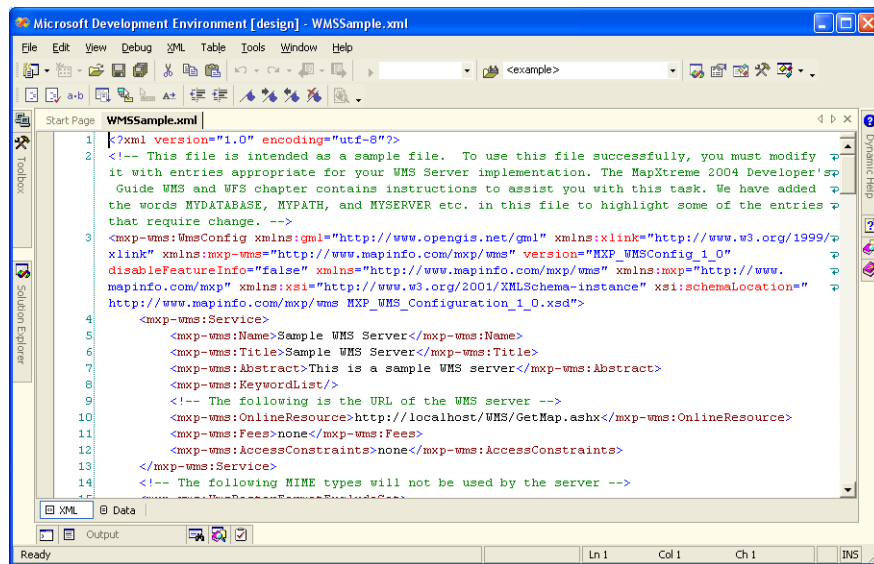 Microsoft Development Environment [design] - WMSSample.xml
File Edit View Debug XML Table Tools Window Help
<example>
a•b
Start Page WMSSample.xml
Toolbox
Solution Explorer
Dynamic Help
1 <?xml version="1.0" encoding="utf-8"?>
2 <!-- This file is intended as a sample file.  To use this file successfully, you must modify
it with entries appropriate for your WMS Server implementation. The MapXtreme 2004 Developer's
Guide WMS and WFS chapter contains instructions to assist you with this task. We have added
the words MYDATABASE, MYPATH, and MYSERVER etc. in this file to highlight some of the entries
that require change. -->
3 <mxp-wms:WmsConfig xmlns:gml="http://www.opengis.net/gml" xmlns:xlink="http://www.w3.org/1999/
xlink" xmlns:mxp-wms="http://www.mapinfo.com/mxp/wms" version="MXP_WMSConfig_1_0"
disableFeatureInfo="false" xmlns="http://www.mapinfo.com/mxp/wms" xmlns:mxp="http://www.
mapinfo.com/mxp" xmlns:xsi="http://www.w3.org/2001/XMLSchema-instance" xsi:schemaLocation="
http://www.mapinfo.com/mxp/wms MXP_WMS_Configuration_1_0.xsd">
4 <mxp-wms:Service>
5 <mxp-wms:Name>Sample WMS Server</mxp-wms:Name>
6 <mxp-wms:Title>Sample WMS Server</mxp-wms:Title>
7 <mxp-wms:Abstract>This is a sample WMS server</mxp-wms:Abstract>
8 <mxp-wms:KeywordList/>
9 <!-- The following is the URL of the WMS server -->
10 <mxp-wms:OnlineResource>http://localhost/WMS/GetMap.ashx</mxp-wms:OnlineResource>
11 <mxp-wms:Fees>none</mxp-wms:Fees>
12 <mxp-wms:AccessConstraints>none</mxp-wms:AccessConstraints>
13 </mxp-wms:Service>
14 <!-- The following MIME types will not be used by the server -->
XML Data
Output
Ready Ln 1 Col 1 Ch 1 INS